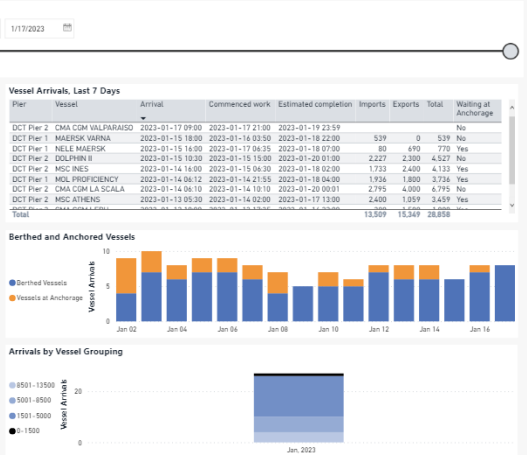 1/17/2023
Vessel Arrivals, Last 7 Days
Pier Vessel Arrival Commenced work Estimated completion Imports Exports Total Waiting at Anchorage
DCT Pier 2 CMA CGM VALPARAISO 2023-01-17 09:00 2023-01-17 21:00 2023-01-19 23:59 No
DCT Pier 1 MAERSK VARNA 2023-01-15 18:00 2023-01-16 03:50 2023-01-18 22:00 539 0 539 No
DCT Pier 1 NELE MAERSK 2023-01-15 16:00 2023-01-17 06:35 2023-01-18 07:00 80 690 770 Yes
DCT Pier 2 DOLPHIN II 2023-01-15 10:30 2023-01-15 15:00 2023-01-20 01:00 2,227 2,300 4,527 No
DCT Pier 2 MSC INES 2023-01-14 16:00 2023-01-15 06:30 2023-01-18 02:00 1,733 2,400 4,133 Yes
DCT Pier 1 MOL PROFICIENCY 2023-01-14 06:12 2023-01-14 21:55 2023-01-18 04:00 1,936 1,800 3,736 Yes
DCT Pier 2 CMA CGM LA SCALA 2023-01-14 06:10 2023-01-14 10:10 2023-01-20 00:01 2,795 4,000 6,795 No
DCT Pier 2 MSC ATHENS 2023-01-13 05:30 2023-01-14 02:00 2023-01-17 13:00 2,400 1,059 3,459 Yes
Total 13,509 15,349 28,858
Berthed and Anchored Vessels
Berthed Vessels
Vessels at Anchorage
Vessel Arrivals
10
5
0
Jan 02 Jan 04 Jan 06 Jan 08 Jan 10 Jan 12 Jan 14 Jan 16
Arrivals by Vessel Grouping
8501-13500
5001-8500
1501-5000
0-1500
Vessel Arrivals
20
0
Jan, 2023